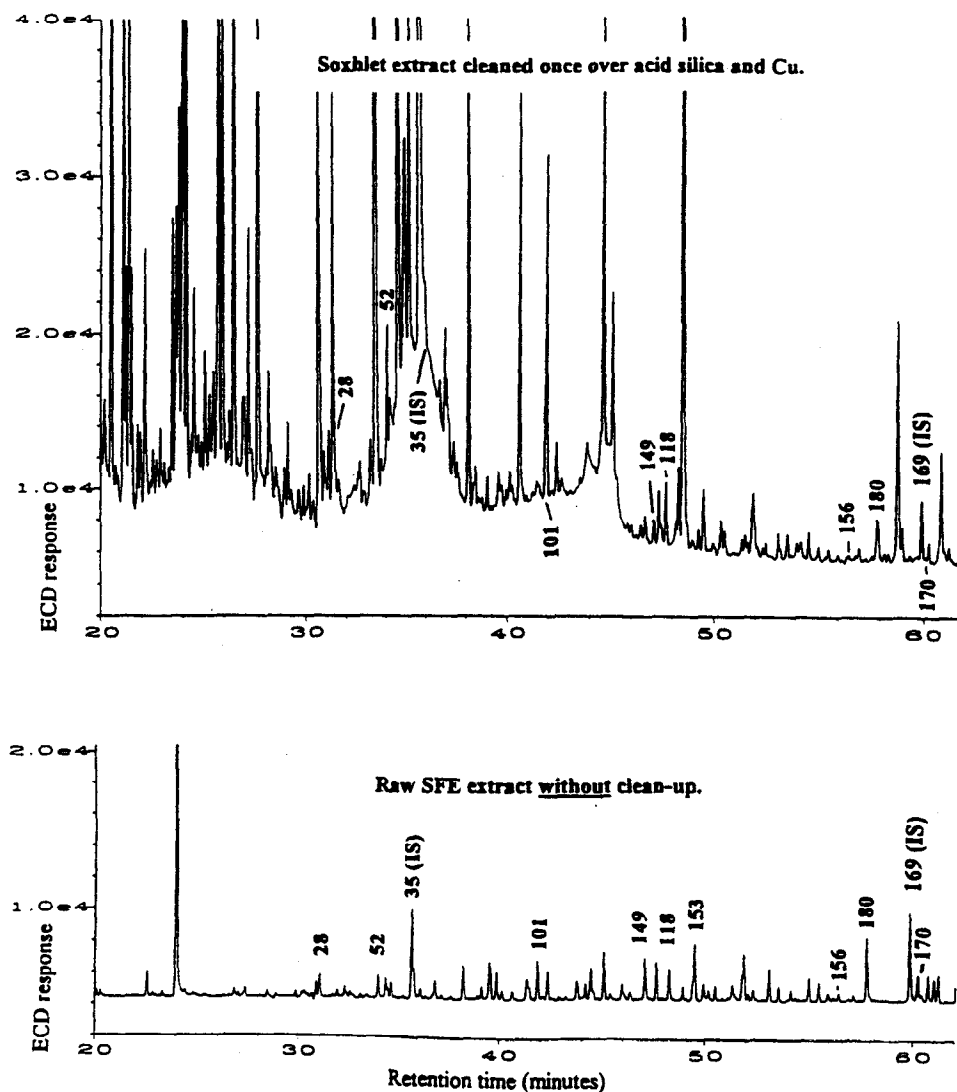 4.0e4
Soxhlet extract cleaned once over acid silica and Cu.
3.0e4
2.0e4
1.0e4
ECD response
28
52
35 (IS)
101
149
118
156
180
169 (IS)
170
20
30
40
50
60
2.0e4
Raw SFE extract without clean-up.
1.0e4
ECD response
28
52
35 (IS)
101
149
118
153
156
180
169 (IS)
170
20
30
40
50
60
Retention time (minutes)